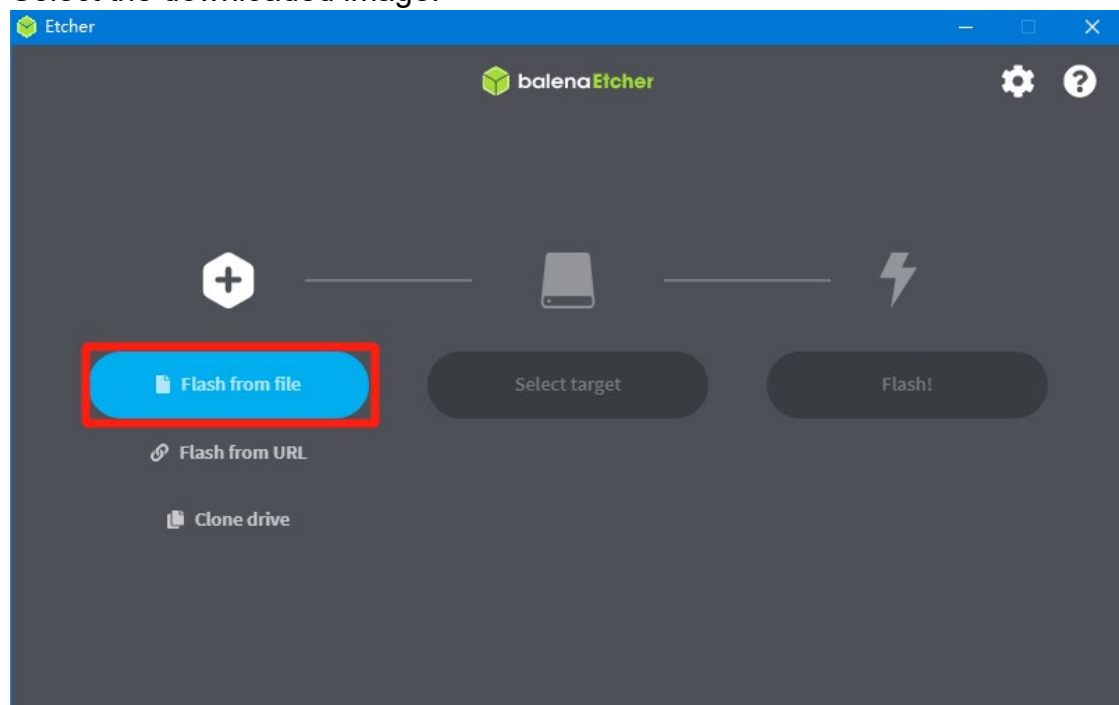 Select the downloaded image.
Etcher
balenaEtcher
Flash from file
Select target
Flash!
Flash from URL
Clone drive